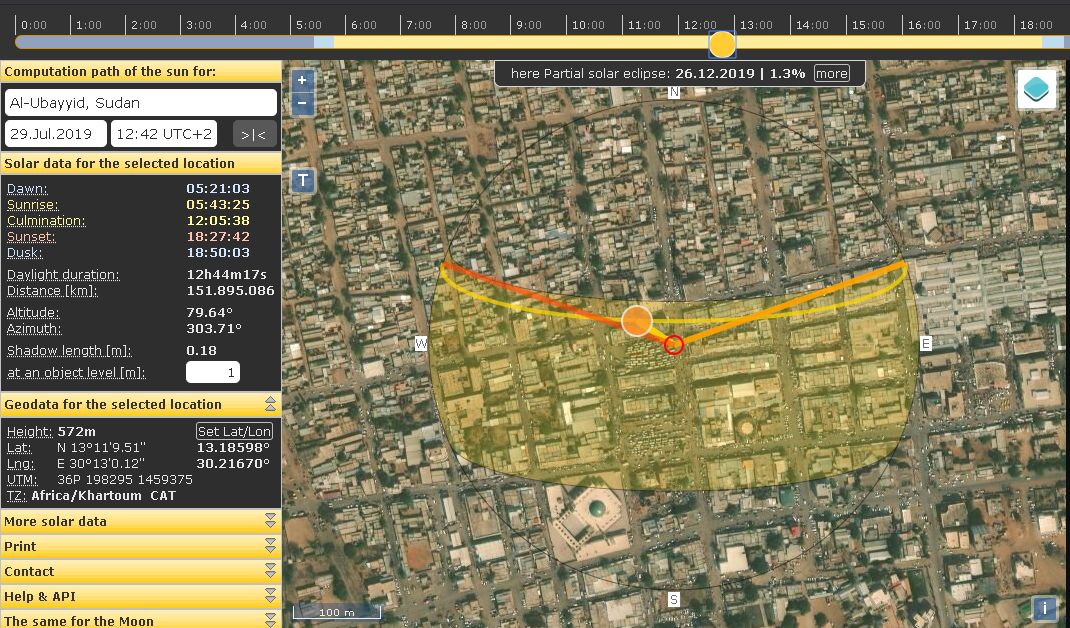 0:00 1:00 2:00 3:00 4:00 5:00 6:00 7:00 8:00 9:00 10:00 11:00 12:00 13:00 14:00 15:00 16:00 17:00 18:00
Computation path of the sun for:
Al-Ubayyid, Sudan
29.Jul.2019 12:42 UTC+2 >|<
Solar data for the selected location
Dawn: 05:21:03
Sunrise: 05:43:25
Culmination: 12:05:38
Sunset: 18:27:42
Dusk: 18:50:03
Daylight duration: 12h44m17s
Distance [km]: 151.895.086
Altitude: 79.64°
Azimuth: 303.71°
Shadow length [m]: 0.18
at an object level [m]: 1
Geodata for the selected location
Height: 572m Set Lat/Lon
Lat: N 13°11'9.51'' 13.18598°
Lng: E 30°13'0.12'' 30.21670°
UTM: 36P 198295 1459375
TZ: Africa/Khartoum CAT
More solar data
Print
Contact
Help & API
The same for the Moon
here Partial solar eclipse: 26.12.2019 | 1.3% more
+
−
T
N
W
E
S
100 m
i